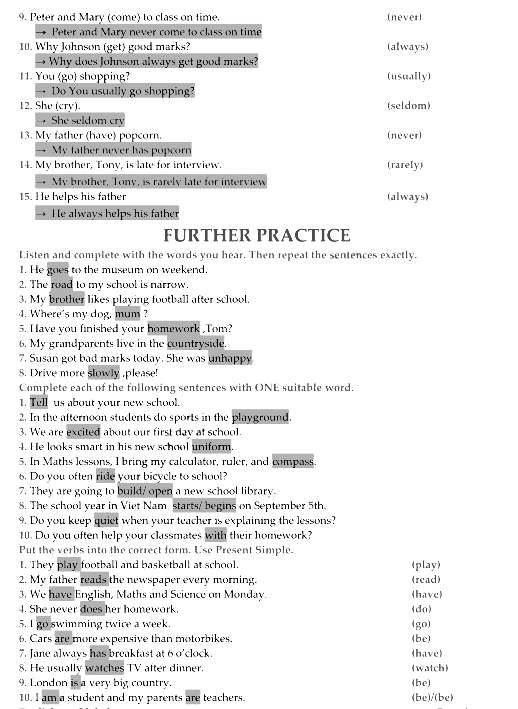 9. Peter and Mary (come) to class on time. (never)
→ Peter and Mary never come to class on time
10. Why Johnson (get) good marks? (always)
→ Why does Johnson always get good marks?
11. You (go) shopping? (usually)
→ Do You usually go shopping?
12. She (cry). (seldom)
→ She seldom cry
13. My father (have) popcorn. (never)
→ My father never has popcorn
14. My brother, Tony, is late for interview. (rarely)
→ My brother, Tony, is rarely late for interview
15. He helps his father (always)
→ He always helps his father
FURTHER PRACTICE
Listen and complete with the words you hear. Then repeat the sentences exactly.
1. He goes to the museum on weekend.
2. The road to my school is narrow.
3. My brother likes playing football after school.
4. Where's my dog, mum ?
5. Have you finished your homework ,Tom?
6. My grandparents live in the countryside.
7. Susan got bad marks today. She was unhappy
8. Drive more slowly ,please!
Complete each of the following sentences with ONE suitable word.
1. Tell us about your new school.
2. In the afternoon students do sports in the playground.
3. We are excited about our first day at school.
4. He looks smart in his new school uniform.
5. In Maths lessons, I bring my calculator, ruler, and compass.
6. Do you often ride your bicycle to school?
7. They are going to build/ open a new school library.
8. The school year in Viet Nam starts/ begins on September 5th.
9. Do you keep quiet when your teacher is explaining the lessons?
10. Do you often help your classmates with their homework?
Put the verbs into the correct form. Use Present Simple.
1. They play football and basketball at school. (play)
2. My father reads the newspaper every morning. (read)
3. We have English, Maths and Science on Monday. (have)
4. She never does her homework. (do)
5. I go swimming twice a week. (go)
6. Cars are more expensive than motorbikes. (be)
7. Jane always has breakfast at 6 o'clock. (have)
8. He usually watches TV after dinner. (watch)
9. London is a very big country. (be)
10. I am a student and my parents are teachers. (be)/(be)